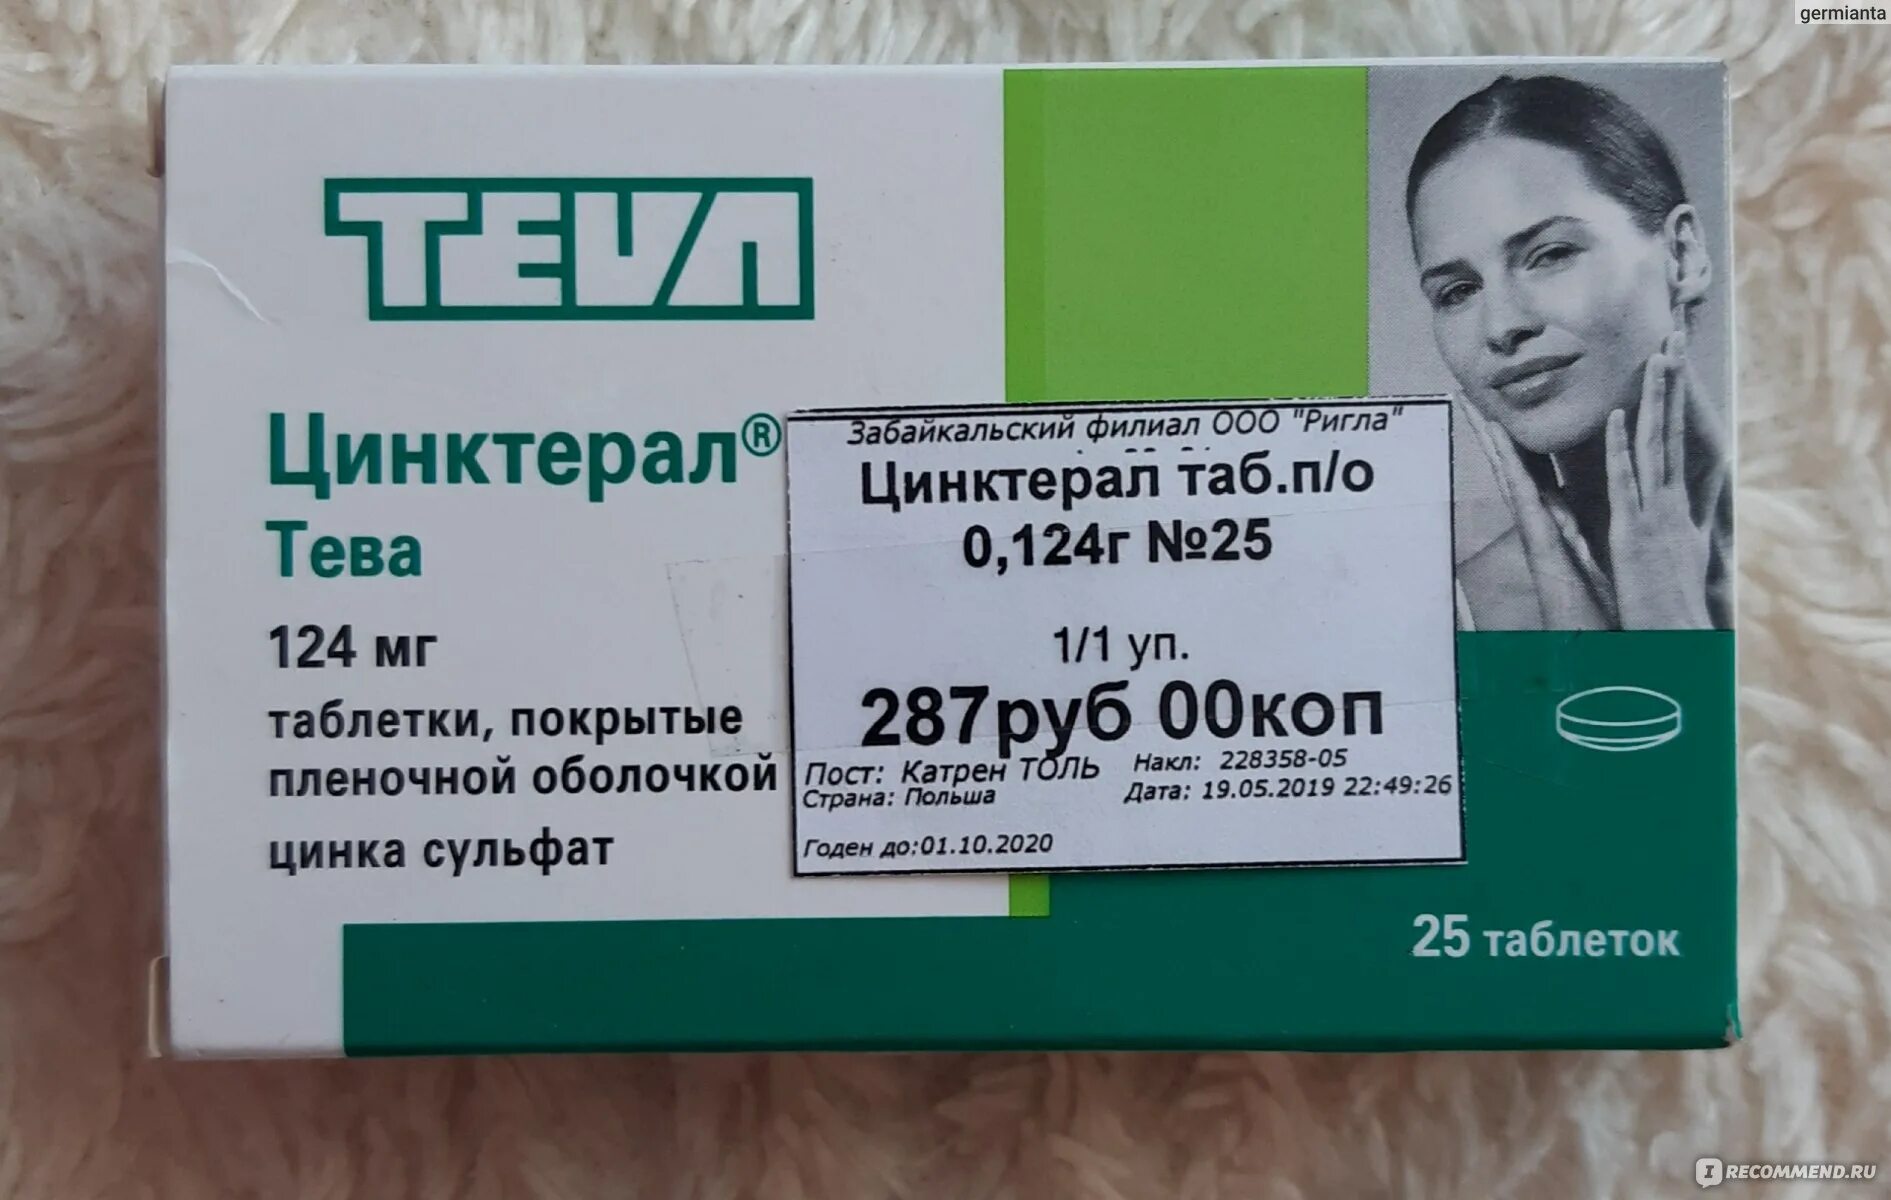 germianta
TEVA
Цинктерал®
Тева
124 мг
таблетки, покрытые
пленочной оболочкой
цинка сульфат
Забайкальский филиал ООО "Ригла"
Цинктерал таб.п/о
0,124г №25
1/1 уп.
287руб 00коп
Пост: Катрен ТОЛЬ Накл: 228358-05
Страна: Польша Дата: 19.05.2019 22:49:26
Годен до:01.10.2020
25 таблеток
IRECOMMEND.RU